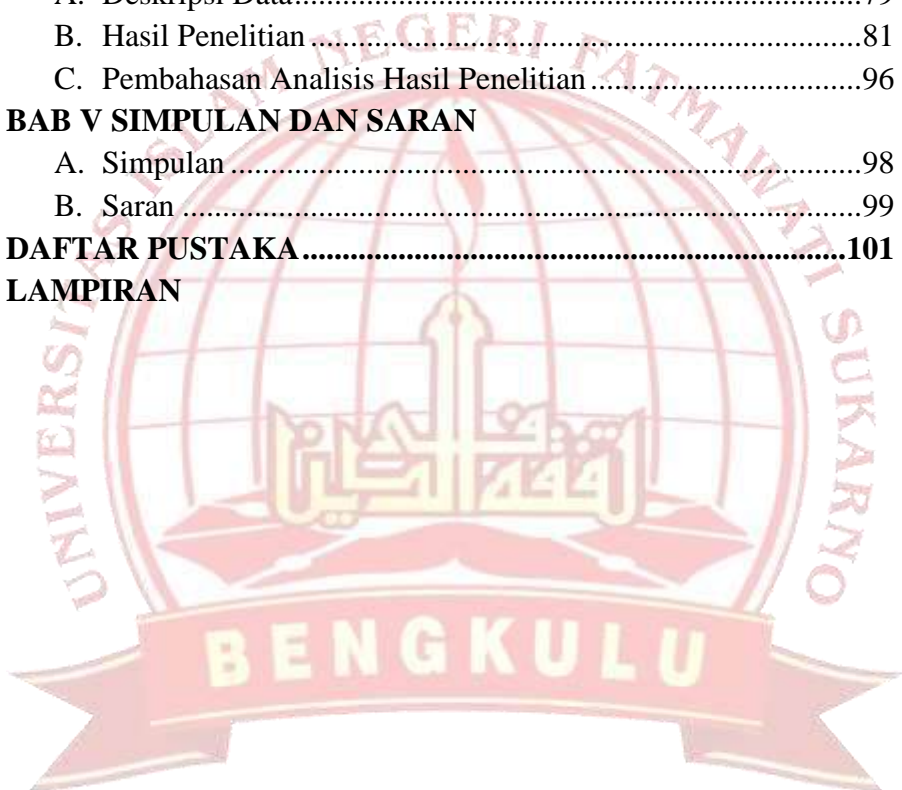 A. Deskripsi Data...............................................................................79
B. Hasil Penelitian.............................................................................81
C. Pembahasan Analisis Hasil Penelitian..........................................96
BAB V SIMPULAN DAN SARAN
A. Simpulan.......................................................................................98
B. Saran.............................................................................................99
DAFTAR PUSTAKA....................................................................101
LAMPIRAN
UNIVERSITAS ISLAM NEGERI FATMAWATI SUKARNO
BENGKULU